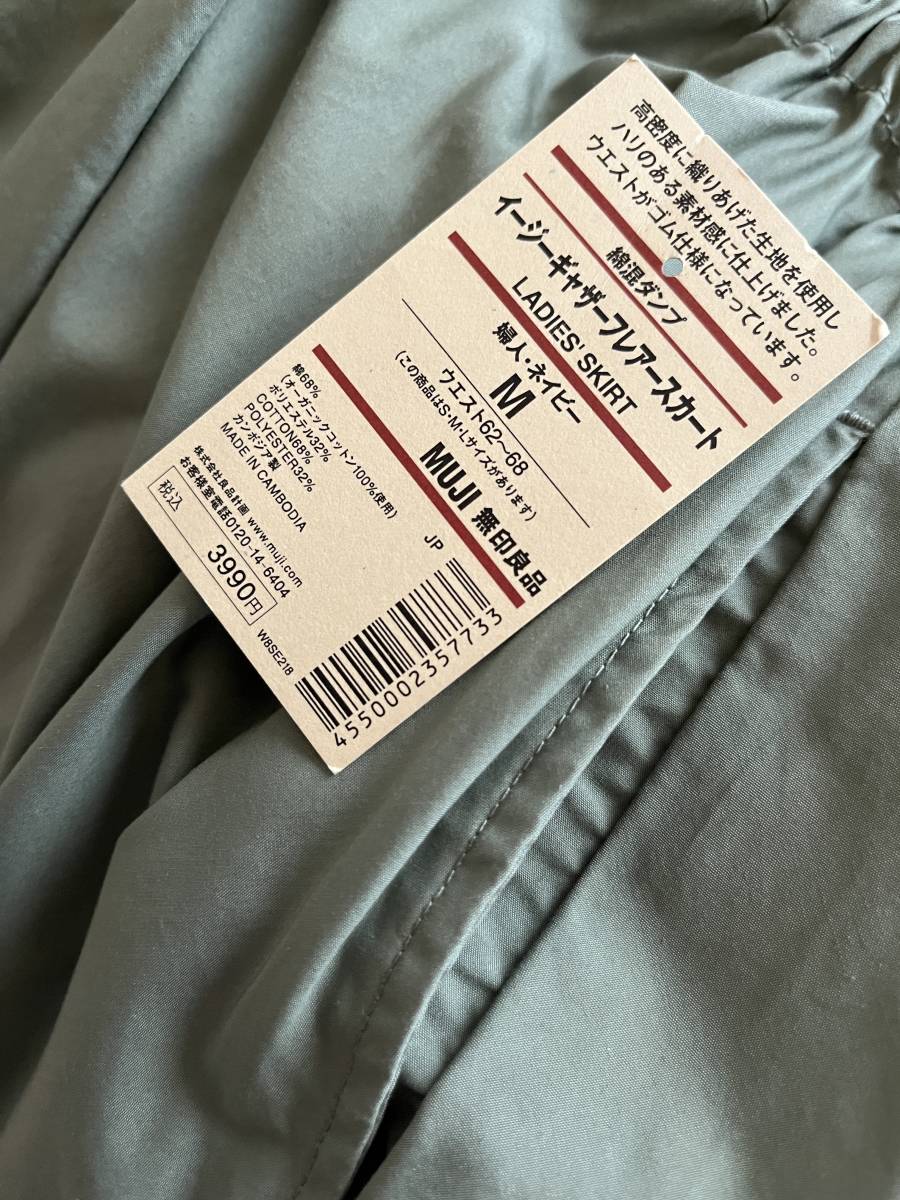 高密度に織りあげた生地を使用し
ハリのある素材感に仕上げました。
ウエストがゴム仕様になっています。
綿混ダンプ
イージーギャザーフレアースカート
LADIES' SKIRT
婦人・ネイビー
M
ウエスト62～68
(この商品はS・M・Lサイズがあります)
MUJI 無印良品
綿68%
(オーガニックコットン100%使用)
ポリエステル32%
COTTON68%
POLYESTER32%
カンボジア製
MADE IN CAMBODIA
株式会社良品計画 www.muji.com
お客様室電話0120-14-6404
税込 3990円
W8SE218
JP
4550002357733